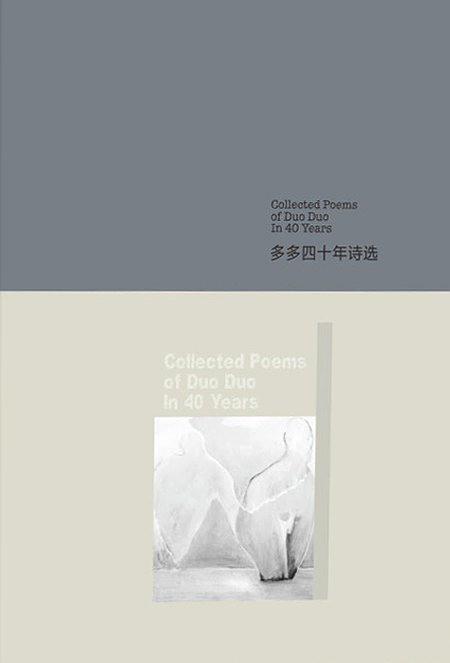 Collected Poems
of Duo Duo
In 40 Years
多多四十年诗选
Collected Poems
of Duo Duo
In 40 Years